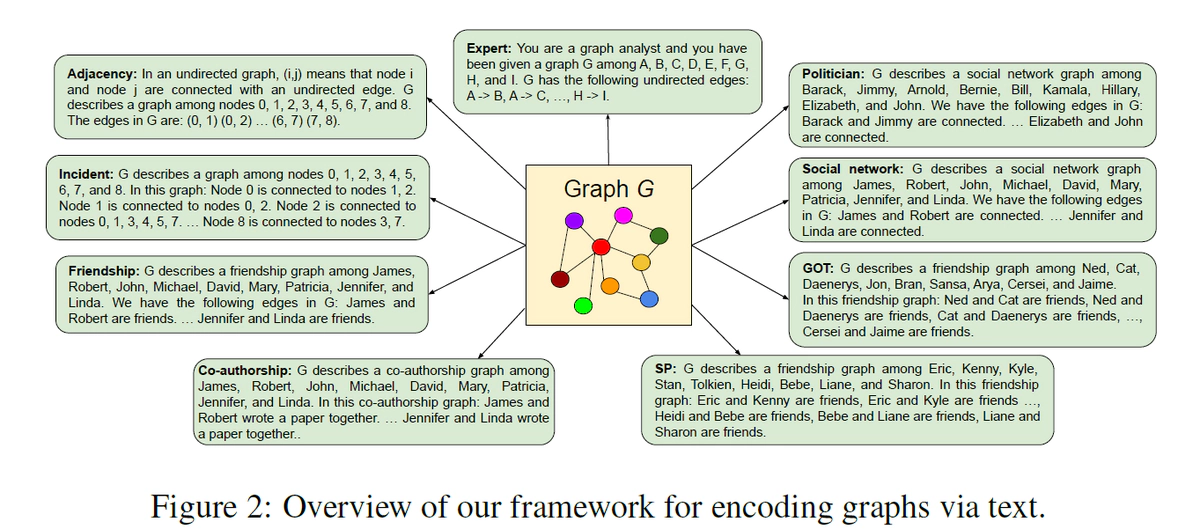 Expert: You are a graph analyst and you have
been given a graph G among A, B, C, D, E, F, G,
H, and I. G has the following undirected edges:
A -> B, A -> C, …, H -> I.
Adjacency: In an undirected graph, (i,j) means that node i
and node j are connected with an undirected edge. G
describes a graph among nodes 0, 1, 2, 3, 4, 5, 6, 7, and 8.
The edges in G are: (0, 1) (0, 2) … (6, 7) (7, 8).
Incident: G describes a graph among nodes 0, 1, 2, 3, 4, 5,
6, 7, and 8. In this graph: Node 0 is connected to nodes 1, 2.
Node 1 is connected to nodes 0, 2. Node 2 is connected to
nodes 0, 1, 3, 4, 5, 7. … Node 8 is connected to nodes 3, 7.
Friendship: G describes a friendship graph among James,
Robert, John, Michael, David, Mary, Patricia, Jennifer, and
Linda. We have the following edges in G: James and
Robert are friends. … Jennifer and Linda are friends.
Co-authorship: G describes a co-authorship graph among
James, Robert, John, Michael, David, Mary, Patricia,
Jennifer, and Linda. In this co-authorship graph: James and
Robert wrote a paper together. … Jennifer and Linda wrote
a paper together..
Graph G
Politician: G describes a social network graph among
Barack, Jimmy, Arnold, Bernie, Bill, Kamala, Hillary,
Elizabeth, and John. We have the following edges in G:
Barack and Jimmy are connected. … Elizabeth and John
are connected.
Social network: G describes a social network graph
among James, Robert, John, Michael, David, Mary,
Patricia, Jennifer, and Linda. We have the following edges
in G: James and Robert are connected. … Jennifer and
Linda are connected.
GOT: G describes a friendship graph among Ned, Cat,
Daenerys, Jon, Bran, Sansa, Arya, Cersei, and Jaime.
In this friendship graph: Ned and Cat are friends, Ned and
Daenerys are friends, Cat and Daenerys are friends, …,
Cersei and Jaime are friends.
SP: G describes a friendship graph among Eric, Kenny, Kyle,
Stan, Tolkien, Heidi, Bebe, Liane, and Sharon. In this friendship
graph: Eric and Kenny are friends, Eric and Kyle are friends …,
Heidi and Bebe are friends, Bebe and Liane are friends, Liane and
Sharon are friends.
Figure 2: Overview of our framework for encoding graphs via text.